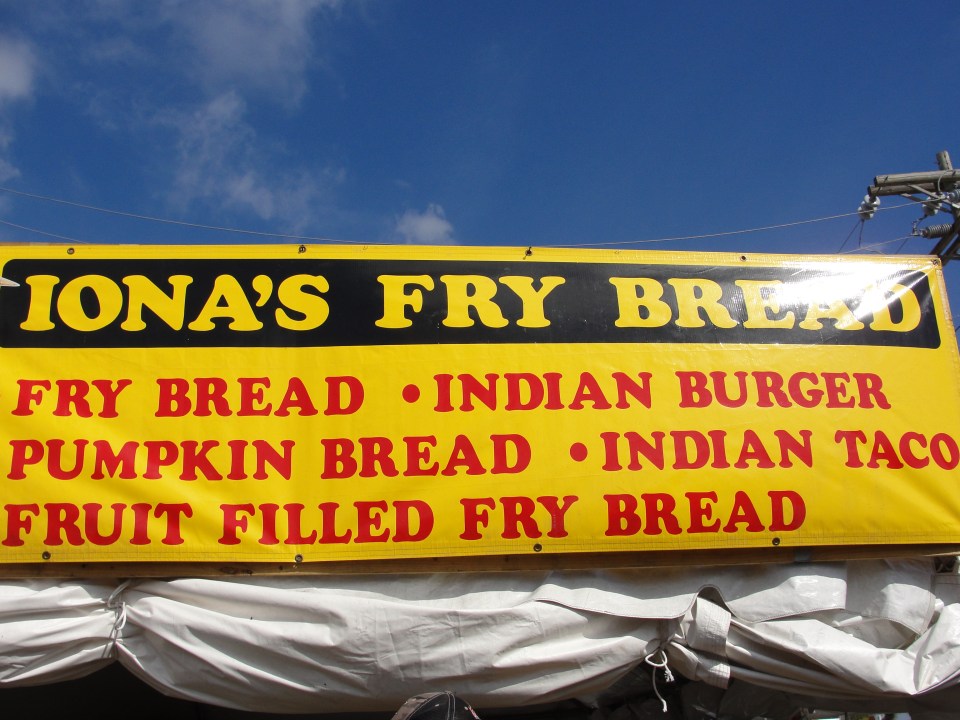 IONA'S FRY BREAD
FRY BREAD • INDIAN BURGER
PUMPKIN BREAD • INDIAN TACO
FRUIT FILLED FRY BREAD